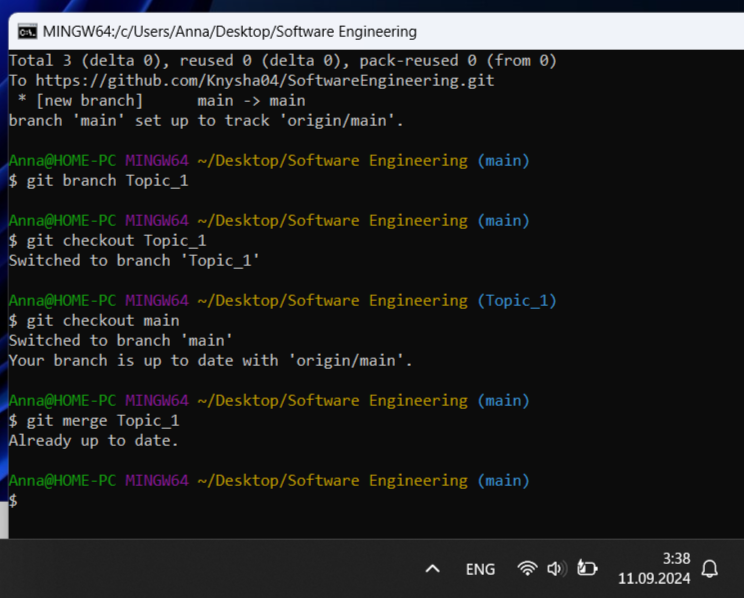 MINGW64:/c/Users/Anna/Desktop/Software Engineering
Total 3 (delta 0), reused 0 (delta 0), pack-reused 0 (from 0)
To https://github.com/Knysha04/SoftwareEngineering.git
 * [new branch]      main -> main
branch 'main' set up to track 'origin/main'.
Anna@HOME-PC MINGW64 ~/Desktop/Software Engineering (main)
$ git branch Topic_1
Anna@HOME-PC MINGW64 ~/Desktop/Software Engineering (main)
$ git checkout Topic_1
Switched to branch 'Topic_1'
Anna@HOME-PC MINGW64 ~/Desktop/Software Engineering (Topic_1)
$ git checkout main
Switched to branch 'main'
Your branch is up to date with 'origin/main'.
Anna@HOME-PC MINGW64 ~/Desktop/Software Engineering (main)
$ git merge Topic_1
Already up to date.
Anna@HOME-PC MINGW64 ~/Desktop/Software Engineering (main)
$
ENG
3:38
11.09.2024